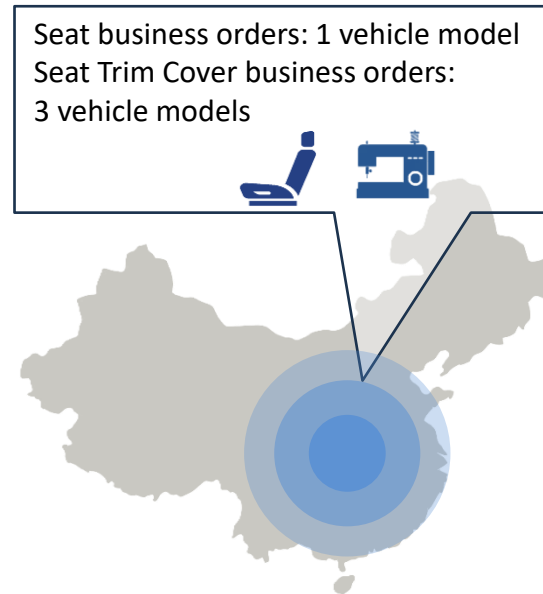 Seat business orders: 1 vehicle model
Seat Trim Cover business orders:
3 vehicle models